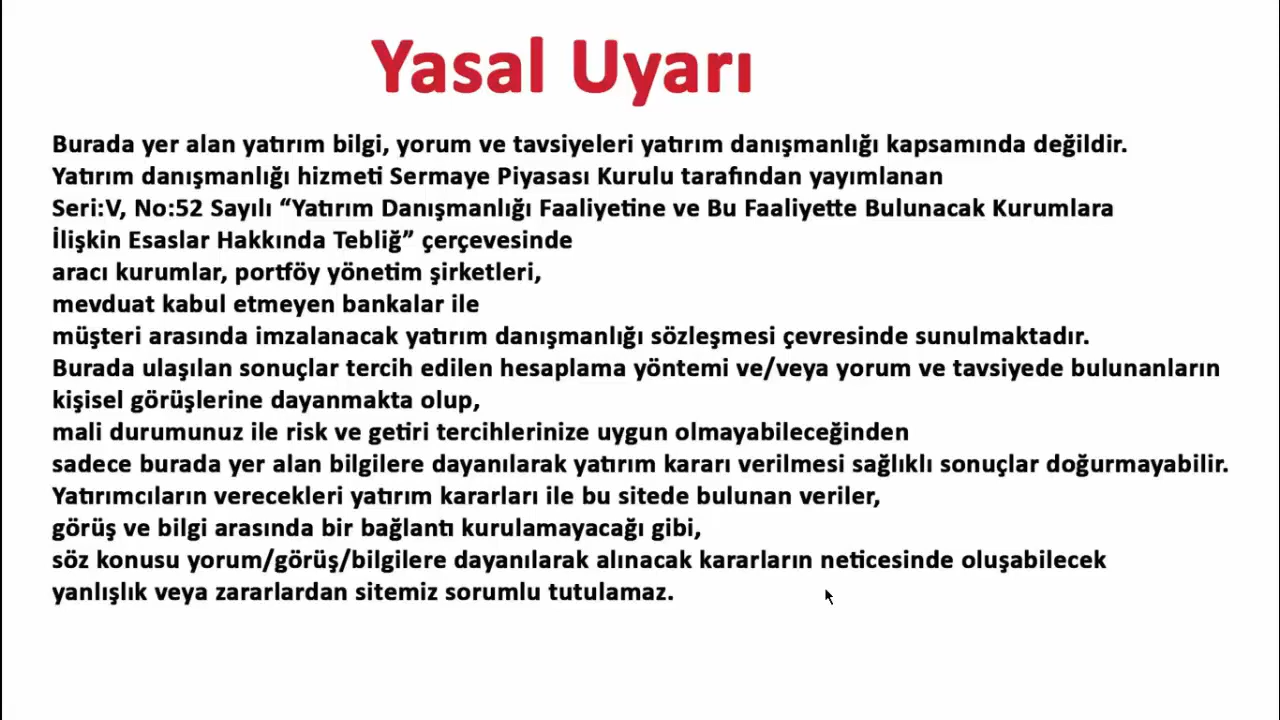 Yasal Uyarı
Burada yer alan yatırım bilgi, yorum ve tavsiyeleri yatırım danışmanlığı kapsamında değildir.
Yatırım danışmanlığı hizmeti Sermaye Piyasası Kurulu tarafından yayımlanan
Seri:V, No:52 Sayılı “Yatırım Danışmanlığı Faaliyetine ve Bu Faaliyette Bulunacak Kurumlara
İlişkin Esaslar Hakkında Tebliğ” çerçevesinde
aracı kurumlar, portföy yönetim şirketleri,
mevduat kabul etmeyen bankalar ile
müşteri arasında imzalanacak yatırım danışmanlığı sözleşmesi çevresinde sunulmaktadır.
Burada ulaşılan sonuçlar tercih edilen hesaplama yöntemi ve/veya yorum ve tavsiyede bulunanların
kişisel görüşlerine dayanmakta olup,
mali durumunuz ile risk ve getiri tercihlerinize uygun olmayabileceğinden
sadece burada yer alan bilgilere dayanılarak yatırım kararı verilmesi sağlıklı sonuçlar doğurmayabilir.
Yatırımcıların verecekleri yatırım kararları ile bu sitede bulunan veriler,
görüş ve bilgi arasında bir bağlantı kurulamayacağı gibi,
söz konusu yorum/görüş/bilgilere dayanılarak alınacak kararların neticesinde oluşabilecek
yanlışlık veya zararlardan sitemiz sorumlu tutulamaz.